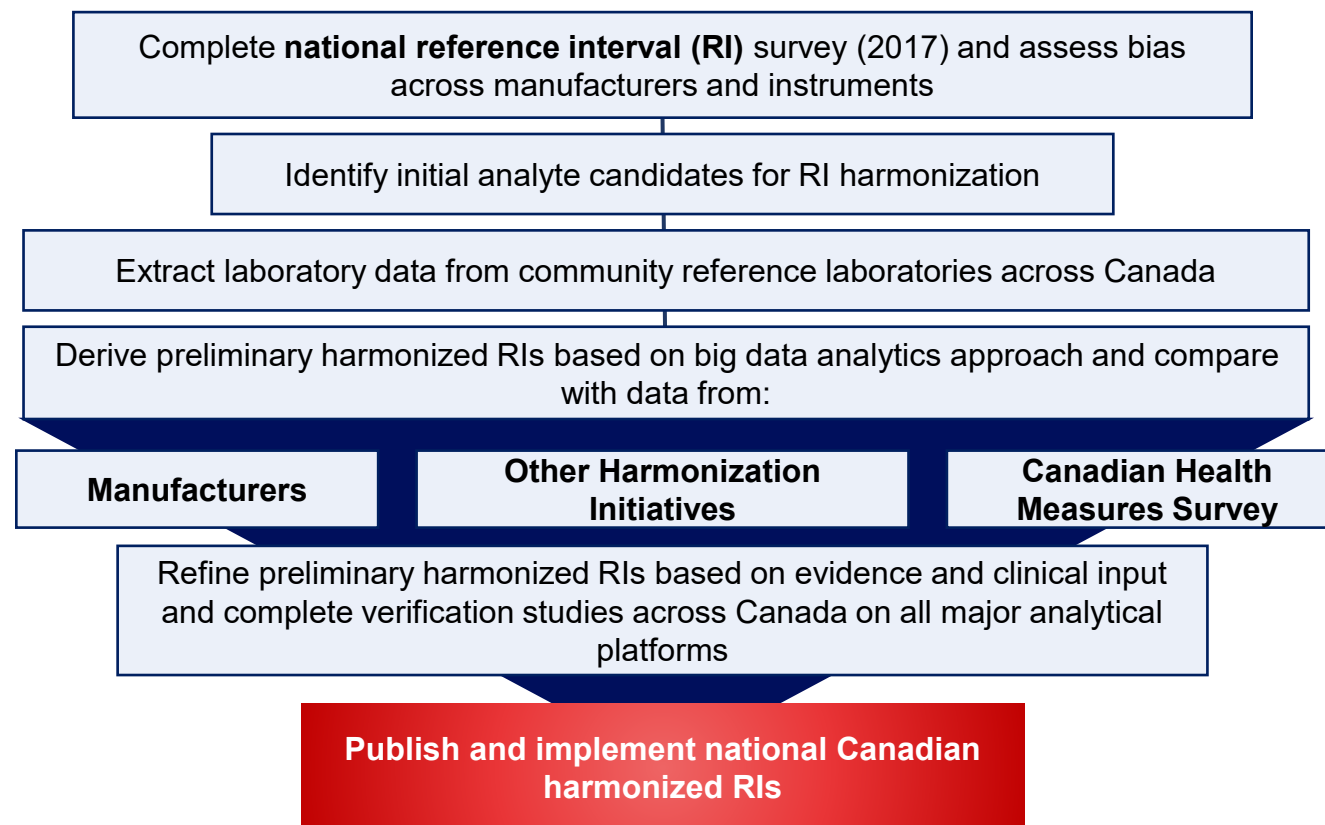 Complete national reference interval (RI) survey (2017) and assess bias
across manufacturers and instruments
Identify initial analyte candidates for RI harmonization
Extract laboratory data from community reference laboratories across Canada
Derive preliminary harmonized RIs based on big data analytics approach and compare
with data from:
Manufacturers
Other Harmonization
Initiatives
Canadian Health
Measures Survey
Refine preliminary harmonized RIs based on evidence and clinical input
and complete verification studies across Canada on all major analytical
platforms
Publish and implement national Canadian
harmonized RIs